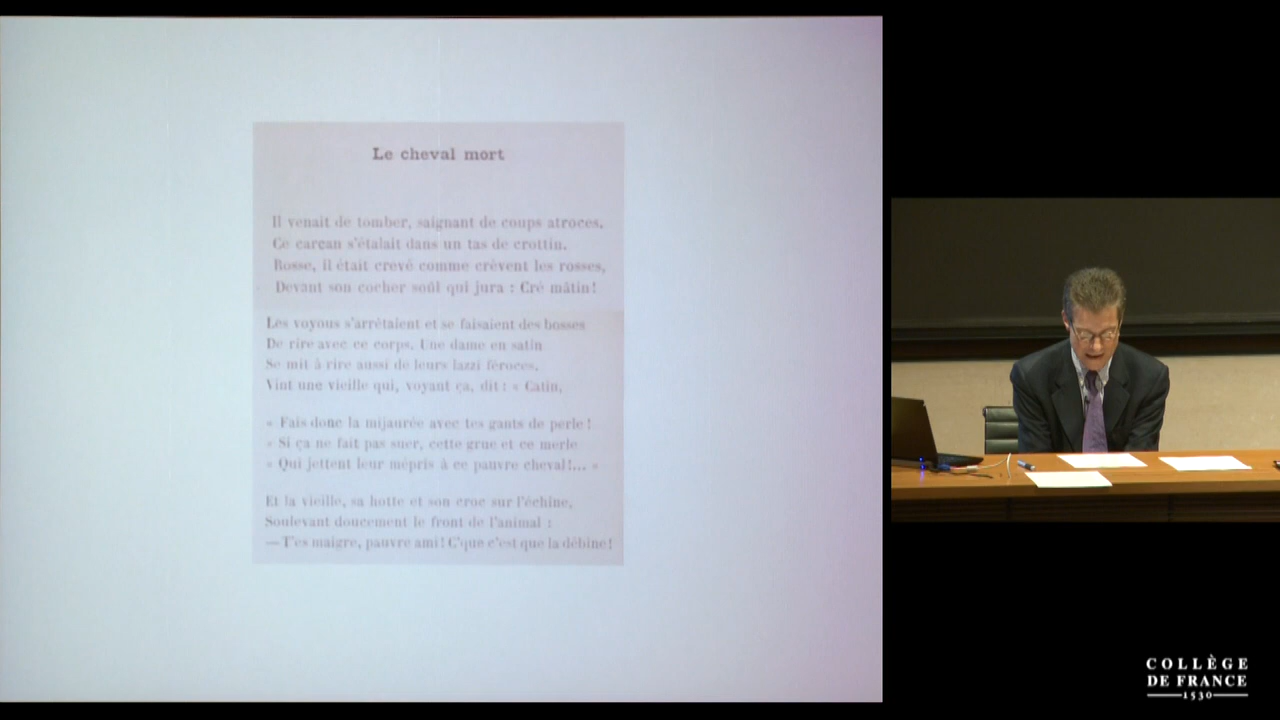 Le cheval mort
Il venait de tomber, saignant de coups atroces,
Ce carcan s'étalait dans un tas de crottin.
Rosse, il était crevé comme crèvent les rosses,
Devant son cocher soûl qui jura : Cré mâtin!
Les voyous s'arrêtaient et se faisaient des bosses
De rire avec ce corps. Une dame en satin
Se mit à rire aussi de leurs lazzi féroces.
Vint une vieille qui, voyant ça, dit : « Catin,
« Fais donc la mijaurée avec tes gants de perle!
« Si ça ne fait pas suer, cette grue et ce merle
« Qui jettent leur mépris à ce pauvre cheval!... »
Et la vieille, sa hotte et son croc sur l'échine,
Soulevant doucement le front de l'animal :
—T'es maigre, pauvre ami! C'que c'est que la débine!
COLLÈGE
DE FRANCE
1530